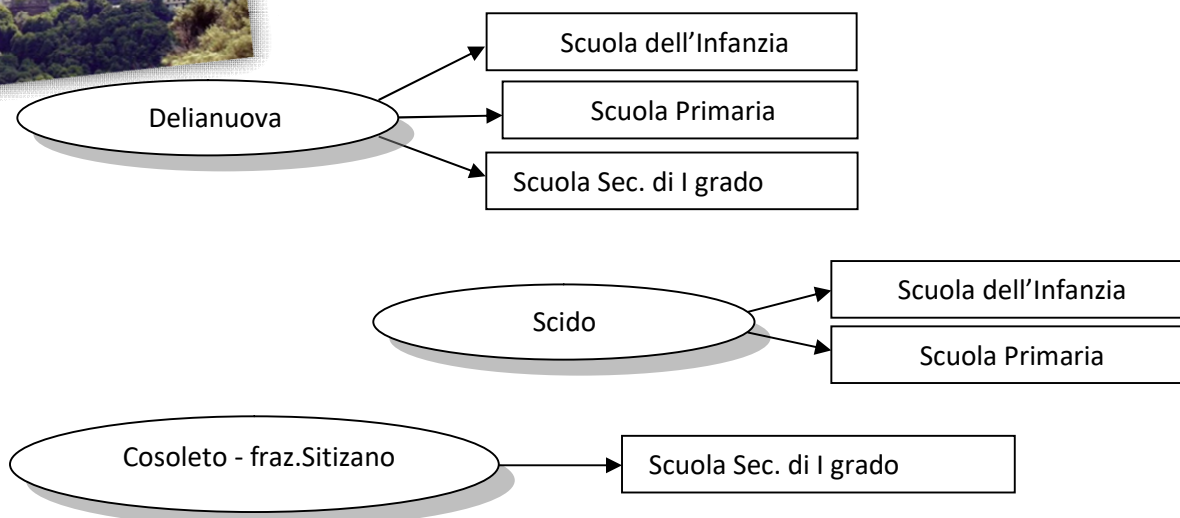 Scuola dell’Infanzia
Delianuova
Scuola Primaria
Scuola Sec. di I grado
Scuola dell’Infanzia
Scido
Scuola Primaria
Cosoleto - fraz.Sitizano
Scuola Sec. di I grado